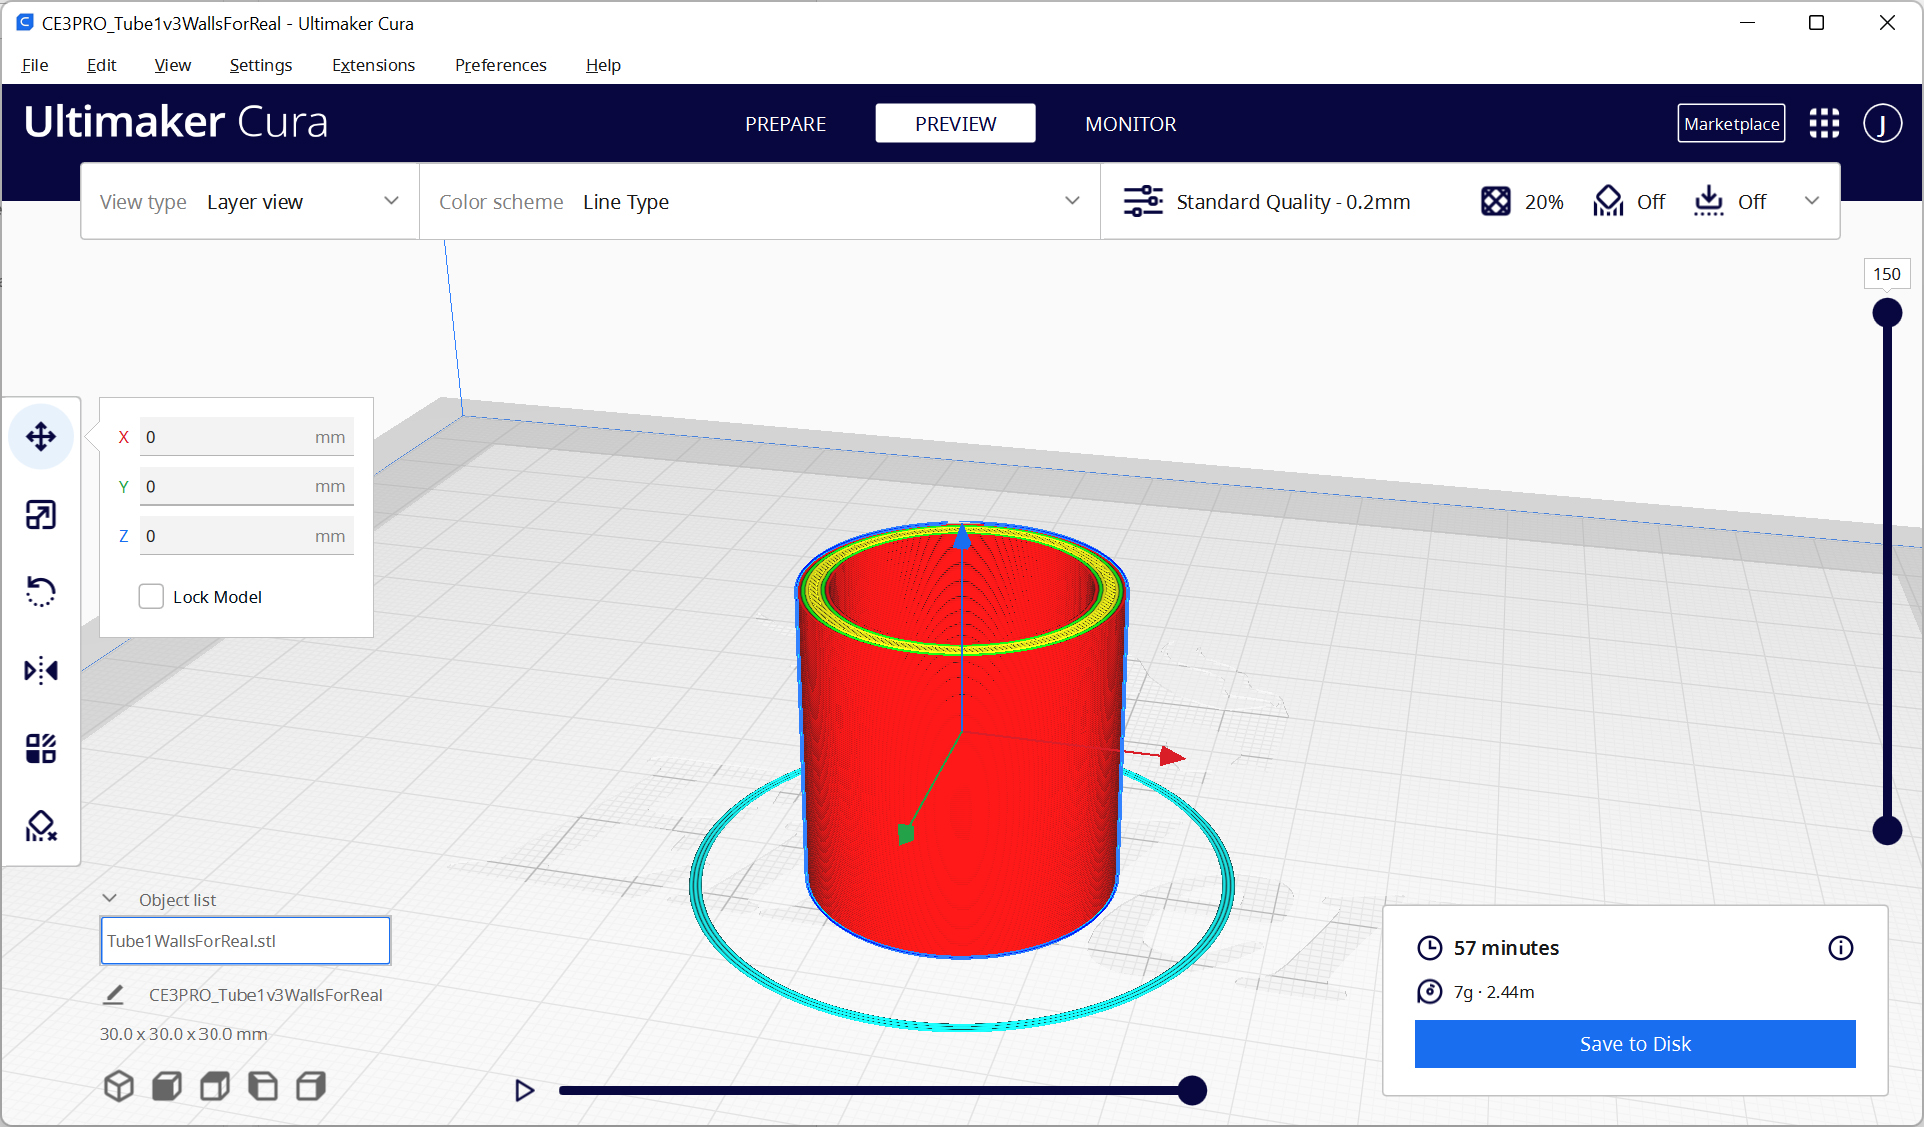 CE3PRO_Tube1v3WallsForReal - Ultimaker Cura
File Edit View Settings Extensions Preferences Help
Ultimaker Cura
PREPARE PREVIEW MONITOR
Marketplace J
View type Layer view Color scheme Line Type Standard Quality - 0.2mm 20% Off Off
150
X 0 mm
Y 0 mm
Z 0 mm
Lock Model
Object list
Tube1WallsForReal.stl
CE3PRO_Tube1v3WallsForReal
30.0 x 30.0 x 30.0 mm
57 minutes
7g · 2.44m
Save to Disk